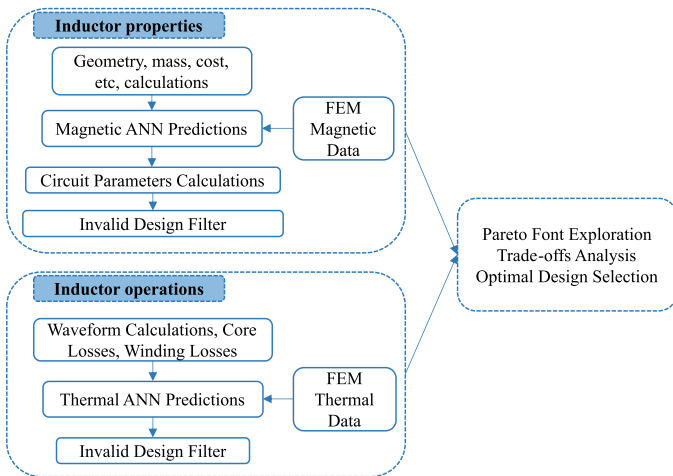 Inductor properties
Geometry, mass, cost,
etc, calculations
Magnetic ANN Predictions
FEM
Magnetic
Data
Circuit Parameters Calculations
Invalid Design Filter
Pareto Font Exploration
Trade-offs Analysis
Optimal Design Selection
Inductor operations
Waveform Calculations, Core
Losses, Winding Losses
Thermal ANN Predictions
FEM
Thermal
Data
Invalid Design Filter